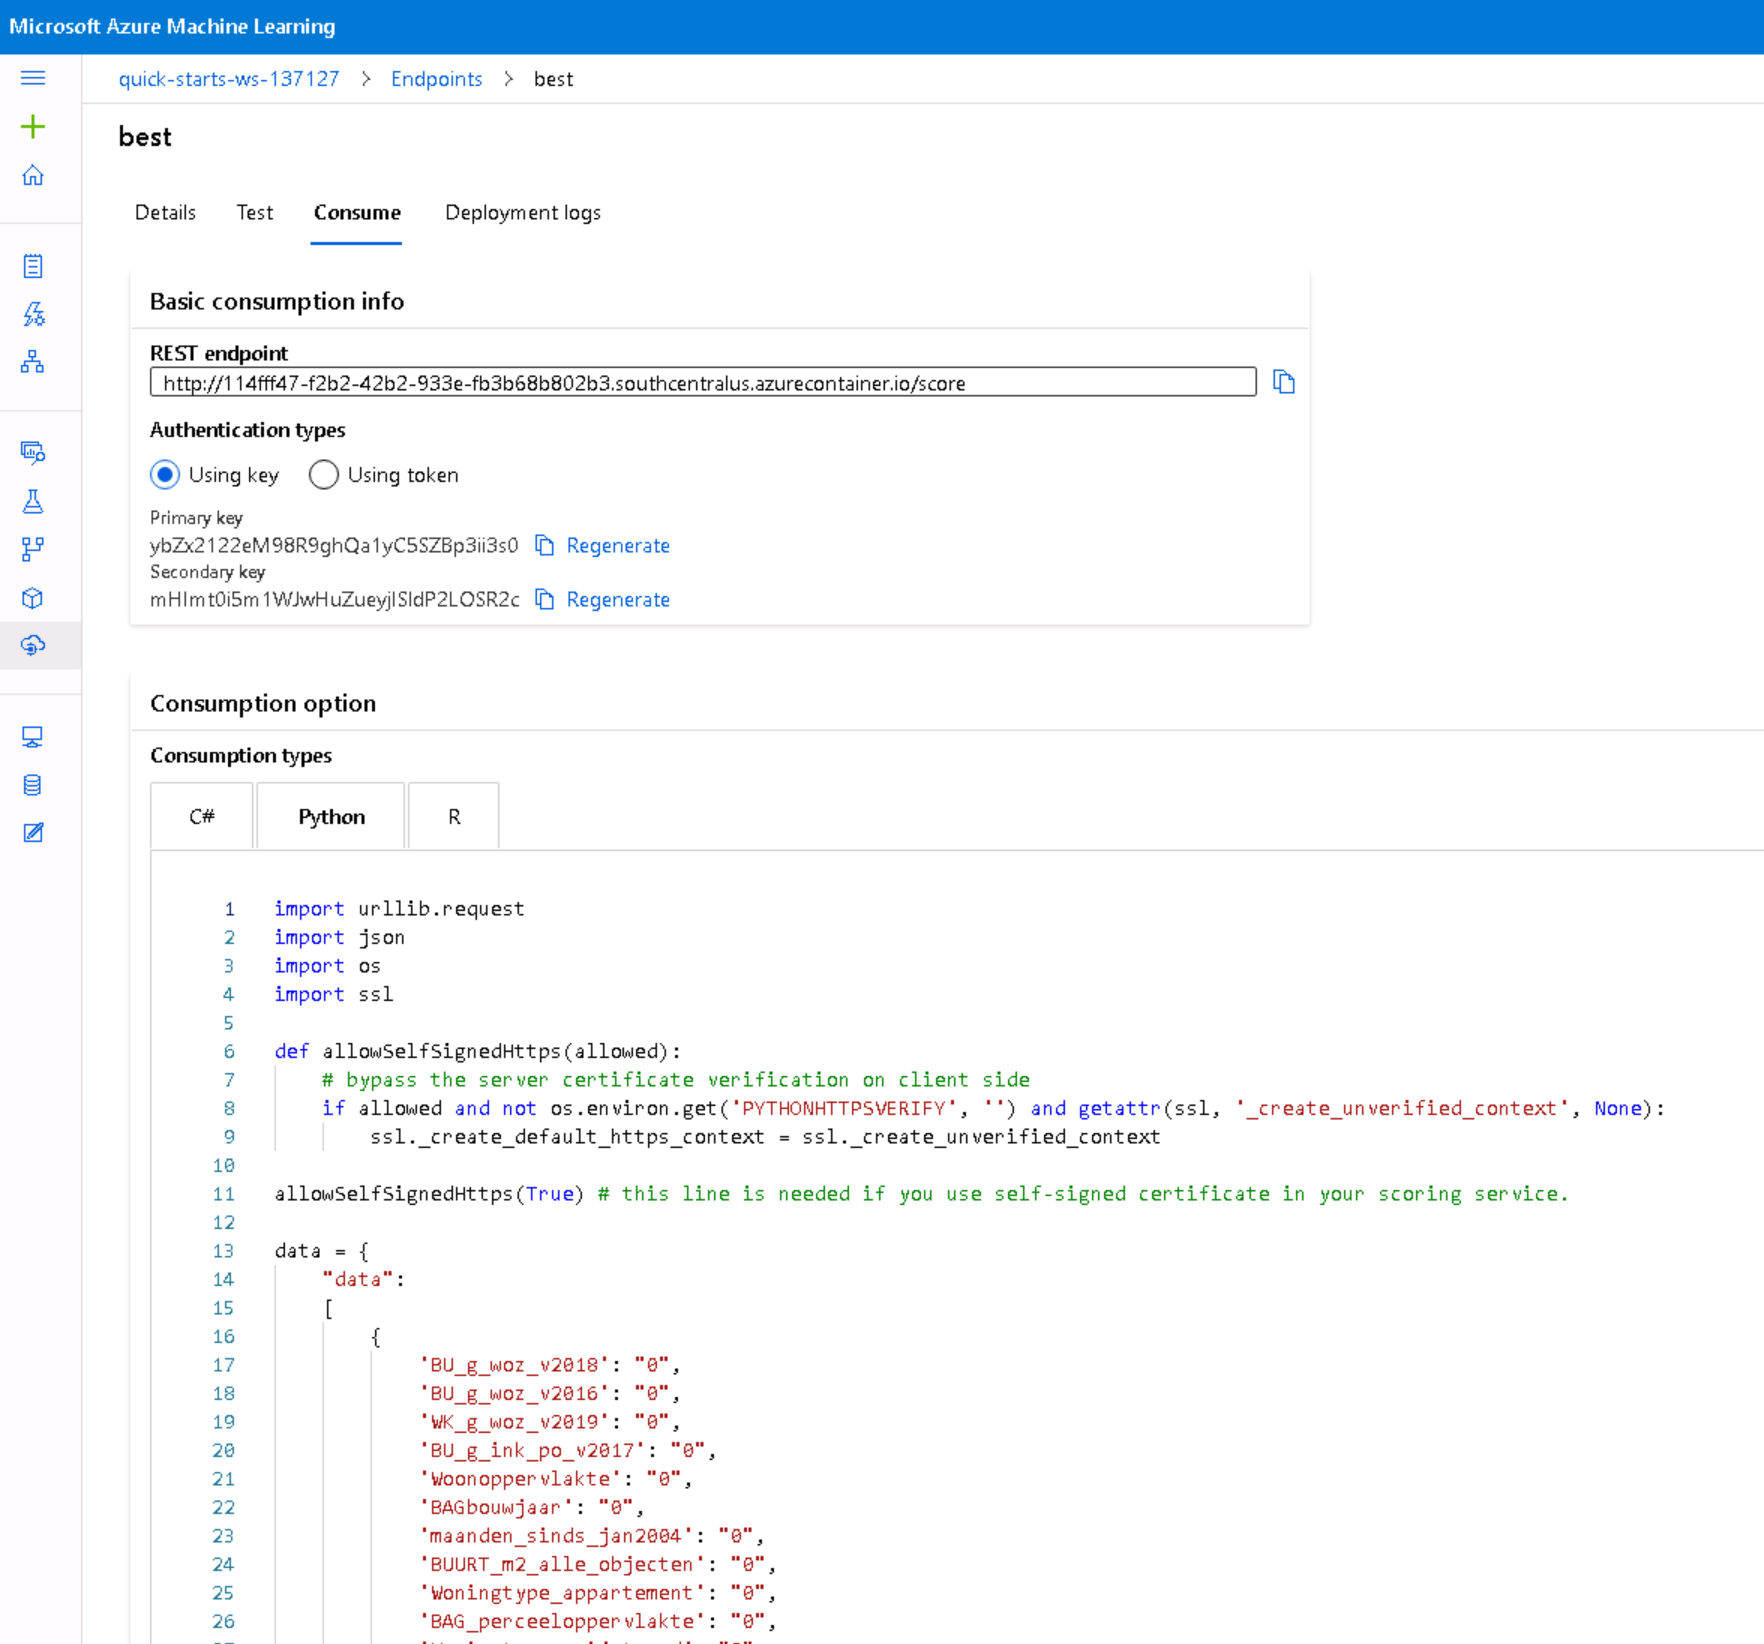 Microsoft Azure Machine Learning
quick-starts-ws-137127 > Endpoints > best
best
Details Test Consume Deployment logs
Basic consumption info
REST endpoint
http://114fff47-f2b2-42b2-933e-fb3b68b802b3.southcentralus.azurecontainer.io/score
Authentication types
Using key Using token
Primary key
ybZx2122eM98R9ghQa1yC5SZBp3ii3s0 Regenerate
Secondary key
Regenerate
Consumption option
Consumption types
C# Python R
1 import urllib.request
2 import json
3 import os
4 import ssl
5
6 def allowSelfSignedHttps(allowed):
7 # bypass the server certificate verification on client side
8 if allowed and not os.environ.get('PYTHONHTTPSVERIFY', '') and getattr(ssl, '_create_unverified_context', None):
9 ssl._create_default_https_context = ssl._create_unverified_context
10
11 allowSelfSignedHttps(True) # this line is needed if you use self-signed certificate in your scoring service.
12
13 data = {
14 "data":
15 [
16 {
17 'BU_g_woz_v2018': "0",
18 'BU_g_woz_v2016': "0",
19 'WK_g_woz_v2019': "0",
20 'BU_g_ink_po_v2017': "0",
21 'Woonoppervlakte': "0",
22 'BAGbouwjaar': "0",
23 'maanden_sinds_jan2004': "0",
24 'BUURT_m2_alle_objecten': "0",
25 'Woningtype_appartement': "0",
26 'BAG_perceeloppervlakte': "0",